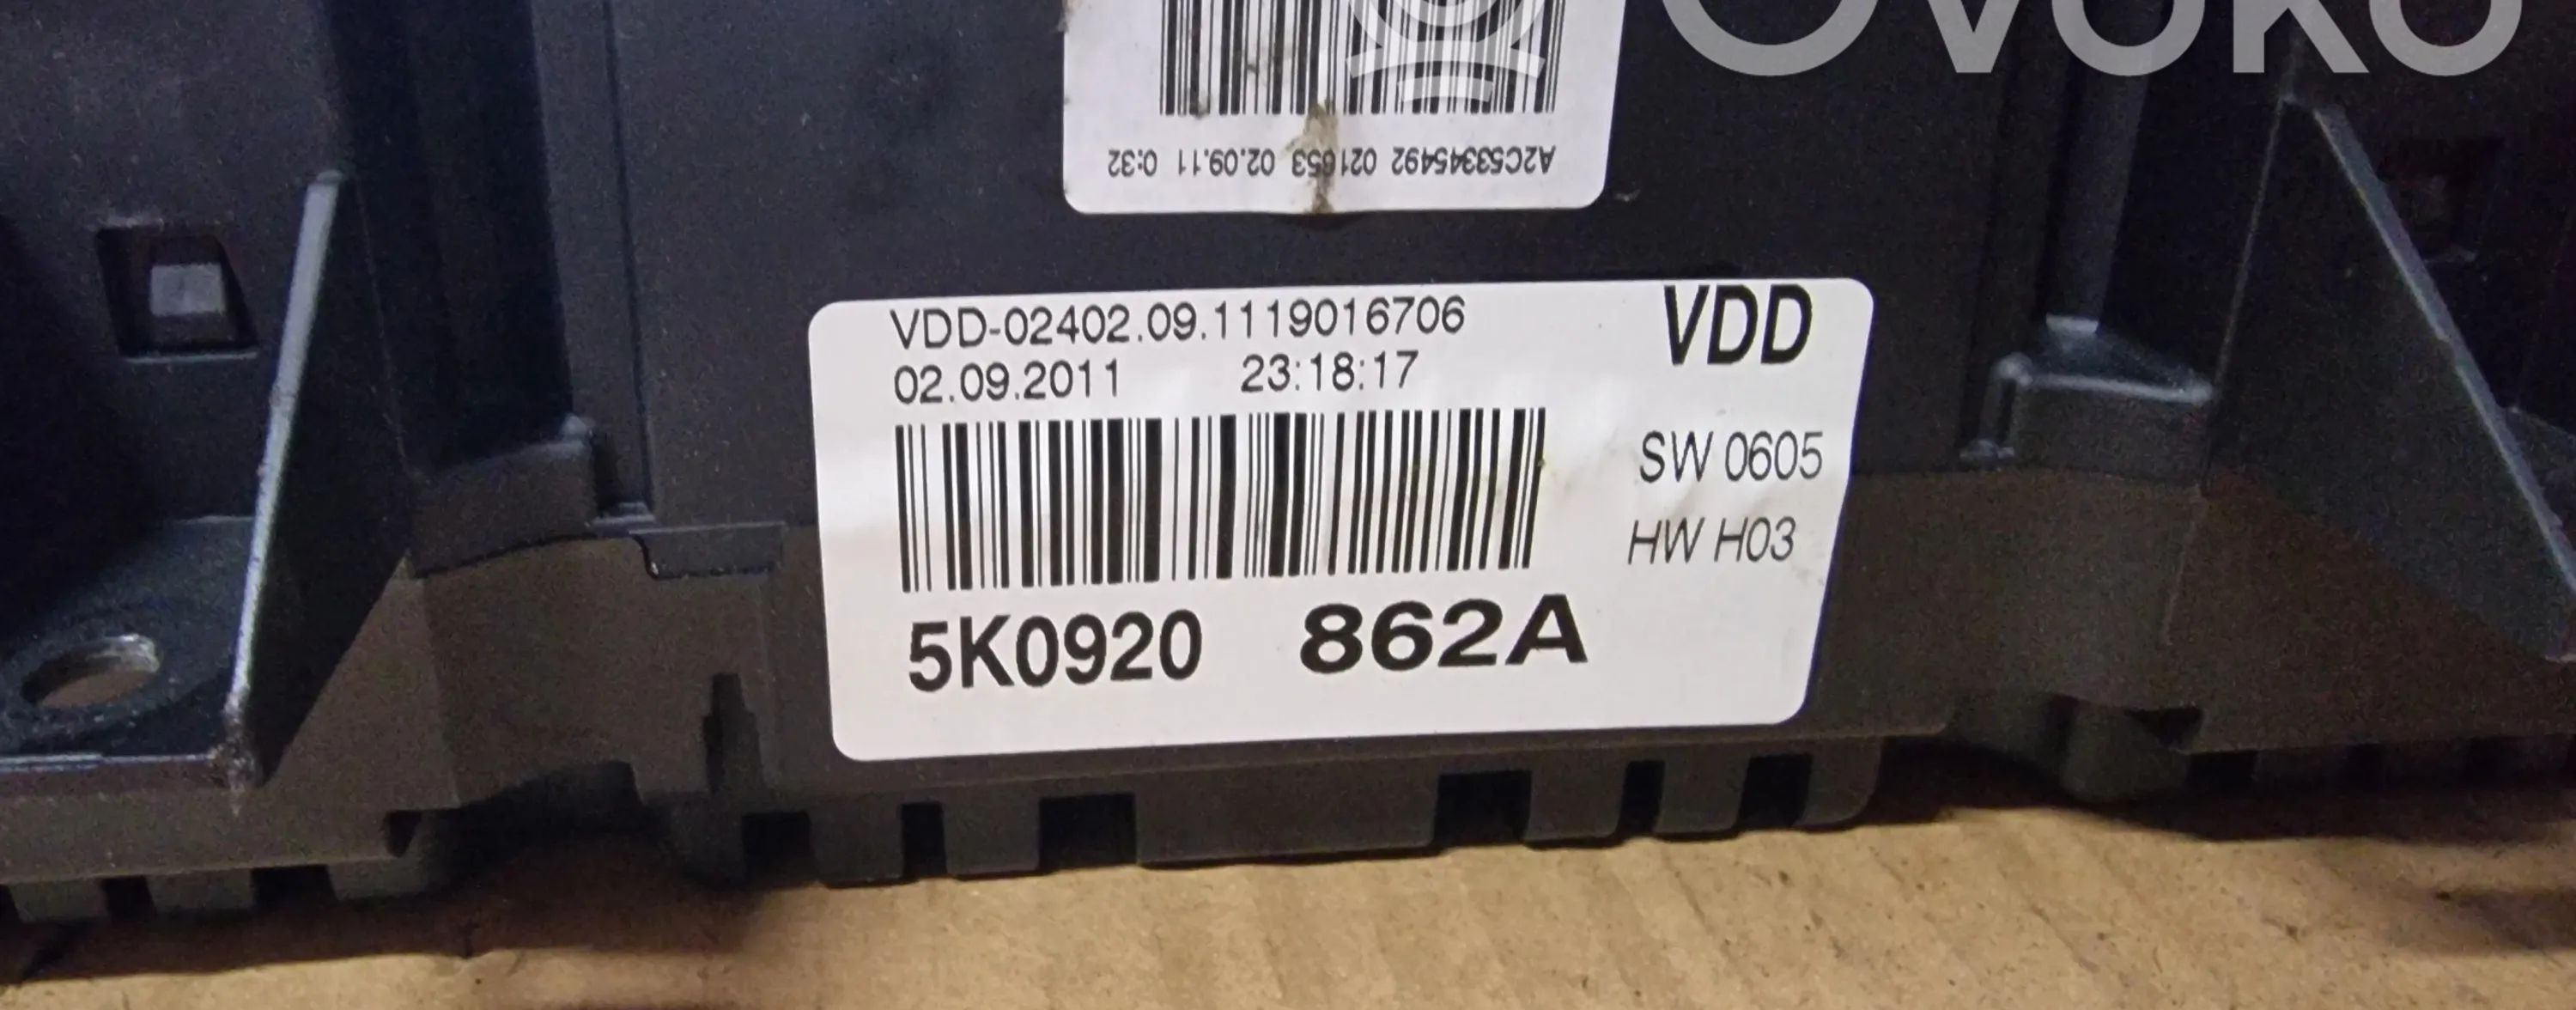 OVOKO
A2C53345492 021653 02.09.11 0:32
VDD-02402.09.1119016706
VDD
02.09.2011 23:18:17
SW 0605
HW H03
5K0920 862A